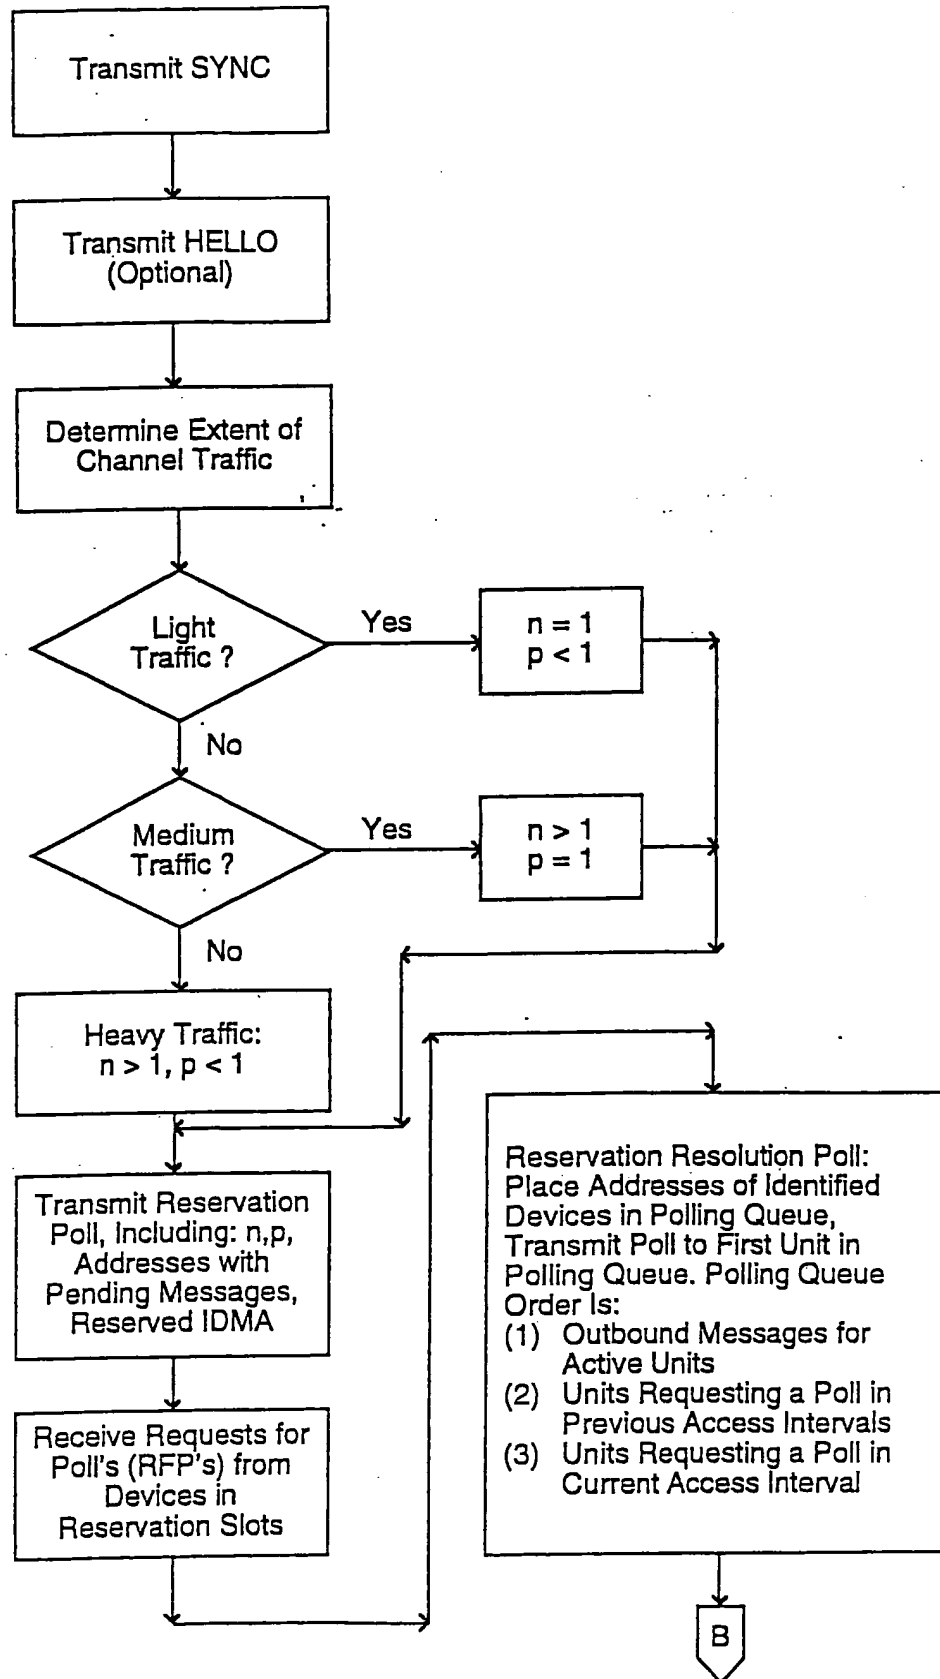 Transmit SYNC
Transmit HELLO
(Optional)
Determine Extent of
Channel Traffic
Light
Traffic ?
Yes
n = 1
p < 1
No
Medium
Traffic ?
Yes
n > 1
p = 1
No
Heavy Traffic:
n > 1, p < 1
Transmit Reservation
Poll, Including: n,p,
Addresses with
Pending Messages,
Reserved IDMA
Receive Requests for
Poll's (RFP's) from
Devices in
Reservation Slots
Reservation Resolution Poll:
Place Addresses of Identified
Devices in Polling Queue,
Transmit Poll to First Unit in
Polling Queue. Polling Queue
Order Is:
(1) Outbound Messages for
Active Units
(2) Units Requesting a Poll in
Previous Access Intervals
(3) Units Requesting a Poll in
Current Access Interval
B